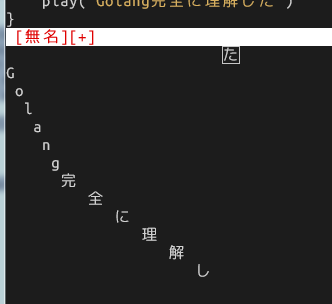 play("Golang完全に理解した")
}
[無名][+]
た
G
o
l
a
n
g
完
全
に
理
解
し